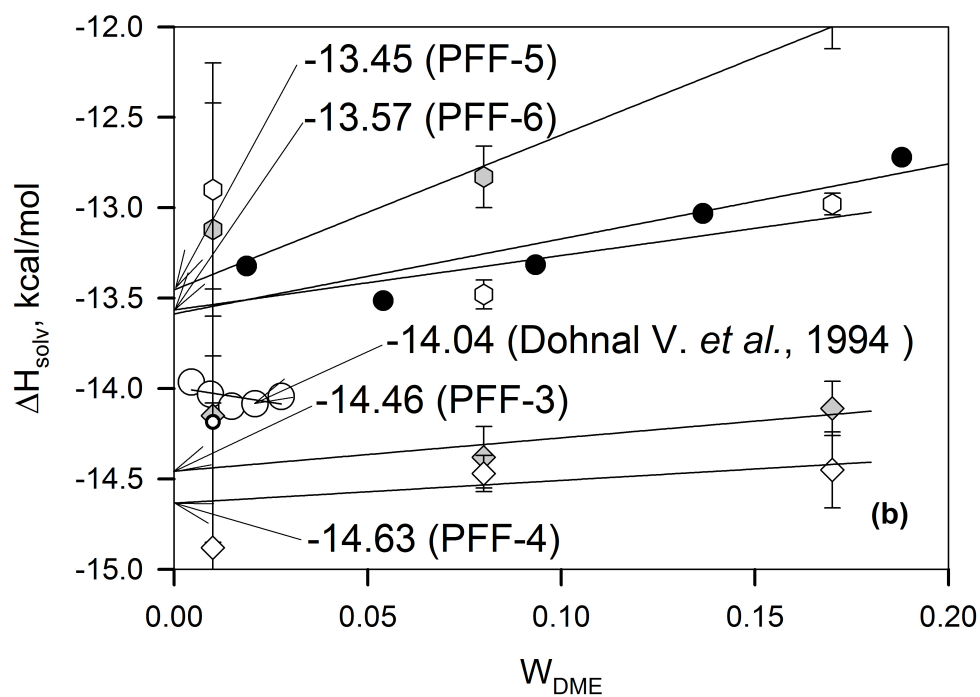 -12.0
-13.45 (PFF-5)
-12.5
-13.57 (PFF-6)
-13.0
ΔHsolv, kcal/mol
-13.5
-14.04 (Dohnal V. et al., 1994 )
-14.0
-14.46 (PFF-3)
-14.5
(b)
-14.63 (PFF-4)
-15.0
0.00 0.05 0.10 0.15 0.20
WDME